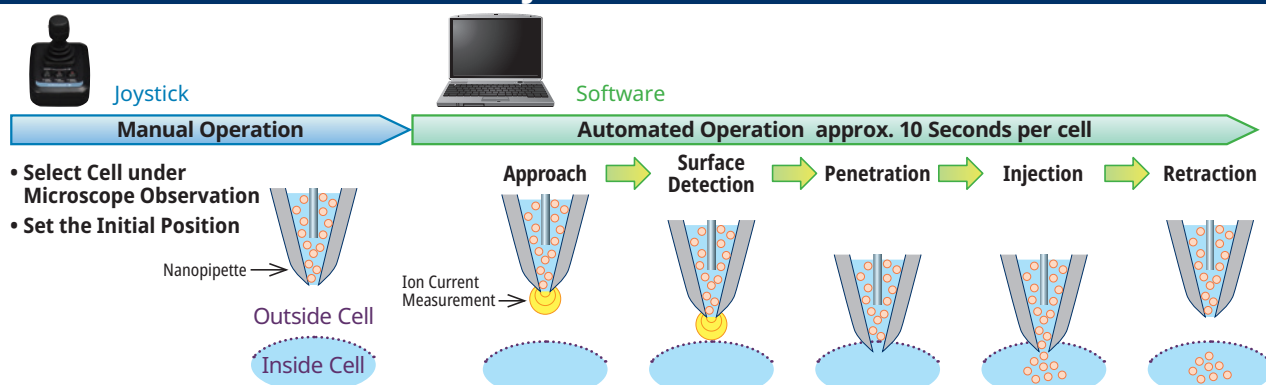 Joystick
Software
Manual Operation
Automated Operation approx. 10 Seconds per cell
• Select Cell under
Microscope Observation
• Set the Initial Position
Nanopipette
Outside Cell
Inside Cell
Approach
Surface
Detection
Penetration
Injection
Retraction
Ion Current
Measurement